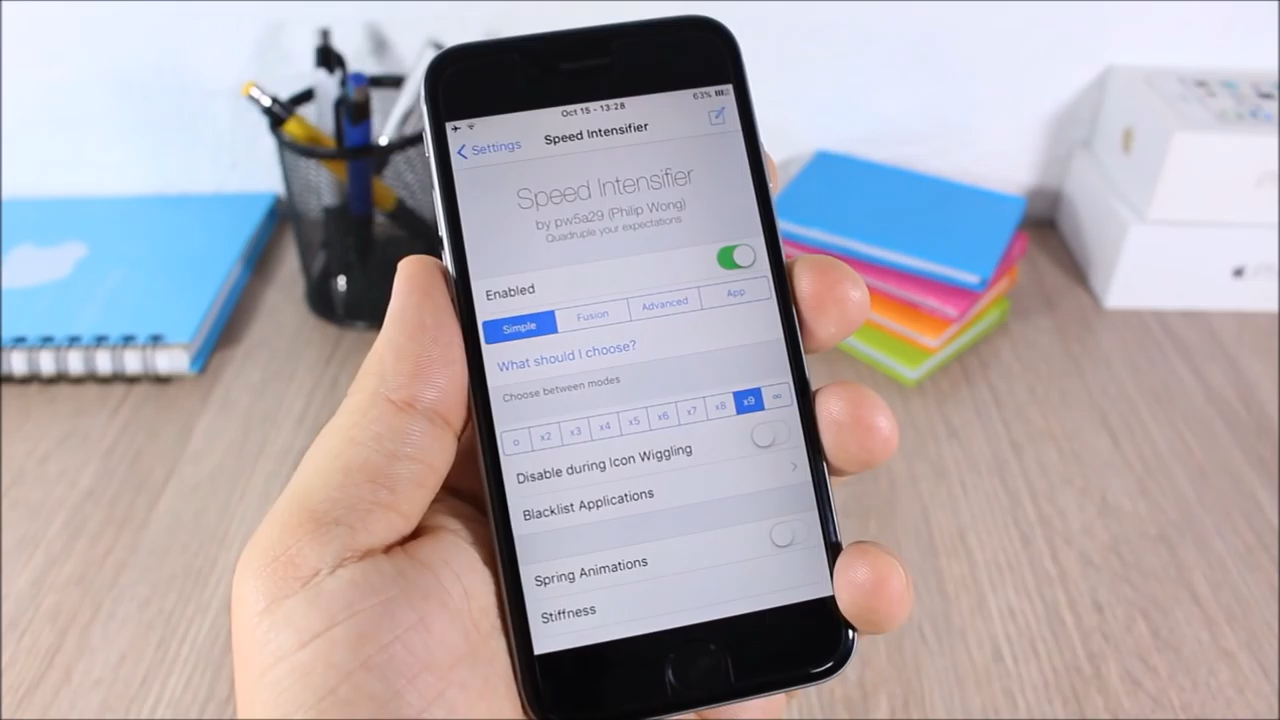 Oct 15 - 13:28
63%
Settings
Speed Intensifier
Speed Intensifier
by pw5a29 (Philip Wong)
Quadruple your expectations
Enabled
Simple Fusion Advanced App
What should I choose?
Choose between modes
○ x2 x3 x4 x5 x6 x7 x8 x9 ∞
Disable during Icon Wiggling
Blacklist Applications
Spring Animations
Stiffness